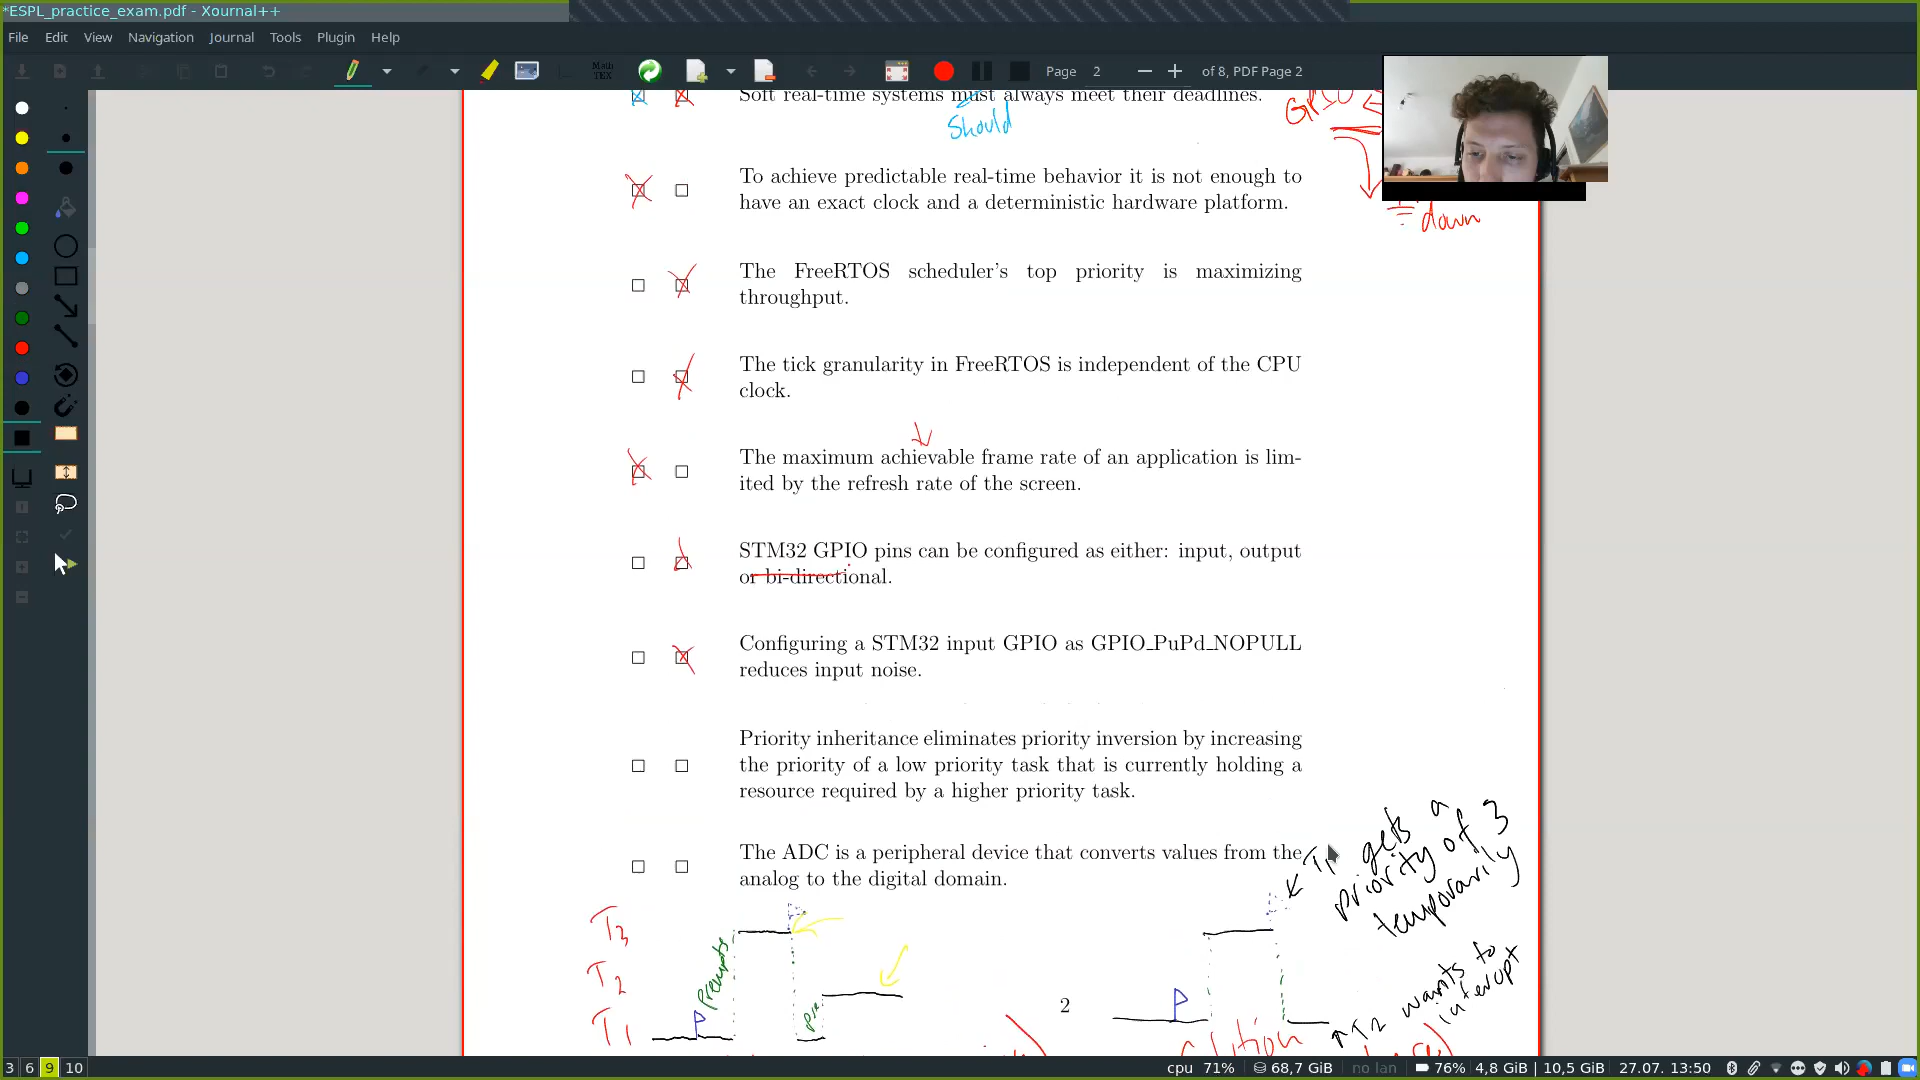 *ESPL_practice_exam.pdf - Xournal++
File Edit View Navigation Journal Tools Plugin Help
Math
TEX
Page 2 of 8, PDF Page 2
Soft real-time systems must always meet their deadlines.
Should
GPIO
down
To achieve predictable real-time behavior it is not enough to
have an exact clock and a deterministic hardware platform.
The FreeRTOS scheduler's top priority is maximizing
throughput.
The tick granularity in FreeRTOS is independent of the CPU
clock.
The maximum achievable frame rate of an application is lim-
ited by the refresh rate of the screen.
STM32 GPIO pins can be configured as either: input, output
or bi-directional.
Configuring a STM32 input GPIO as GPIO_PuPd_NOPULL
reduces input noise.
Priority inheritance eliminates priority inversion by increasing
the priority of a low priority task that is currently holding a
resource required by a higher priority task.
The ADC is a peripheral device that converts values from the
analog to the digital domain.
T1 gets a
priority of 3
temporarily
T3
T2
T1
P
Preempts
Pre
2
P
T2 wants to
interrupt
3 6 9 10
cpu 71% 68,7 GiB no lan 76% 4,8 GiB | 10,5 GiB 27.07. 13:50